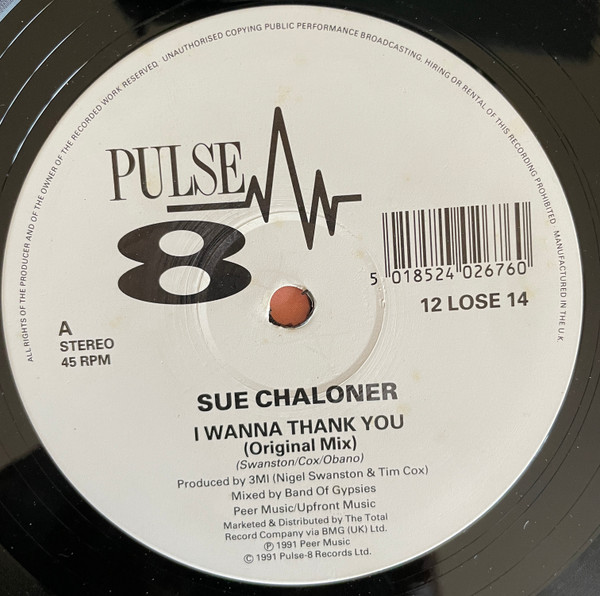 ALL RIGHTS OF THE PRODUCER AND OF THE OWNER OF THE RECORDED WORK RESERVED. UNAUTHORISED COPYING PUBLIC PERFORMANCE BROADCASTING, HIRING OR RENTAL OF THIS RECORDING PROHIBITED. MANUFACTURED IN THE U.K.
PULSE
8
5 018524 026760
12 LOSE 14
A
STEREO
45 RPM
SUE CHALONER
I WANNA THANK YOU
(Original Mix)
(Swanston/Cox/Obano)
Produced by 3MI (Nigel Swanston & Tim Cox)
Mixed by Band Of Gypsies
Peer Music/Upfront Music
Marketed & Distributed by The Total
Record Company via BMG (UK) Ltd.
℗ 1991 Peer Music
© 1991 Pulse-8 Records Ltd.